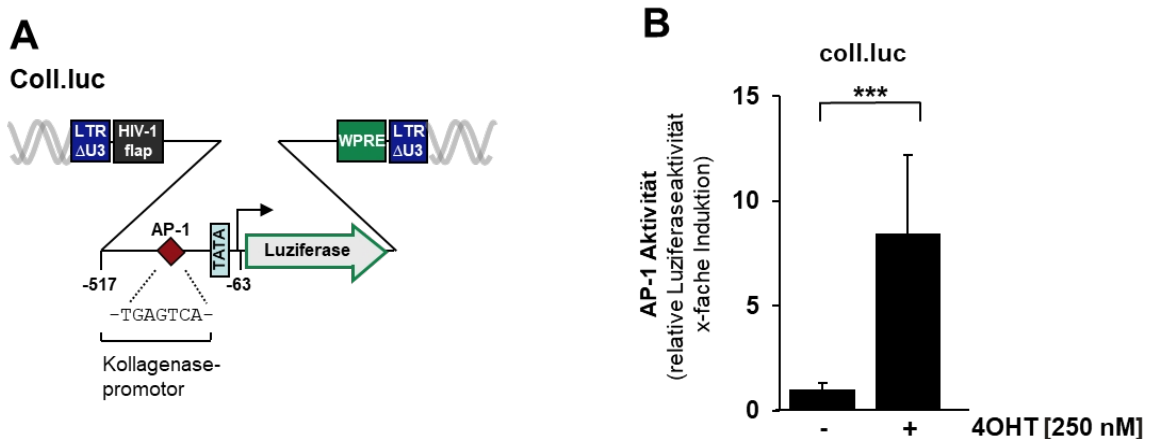 A
Coll.luc
LTR
ΔU3
HIV-1
flap
WPRE
LTR
ΔU3
AP-1
TATA
Luziferase
-517
-63
-TGAGTCA-
Kollagenase-
promotor
B
coll.luc
***
AP-1 Aktivität
(relative Luziferaseaktivität
x-fache Induktion)
15
10
5
0
- + 4OHT [250 nM]